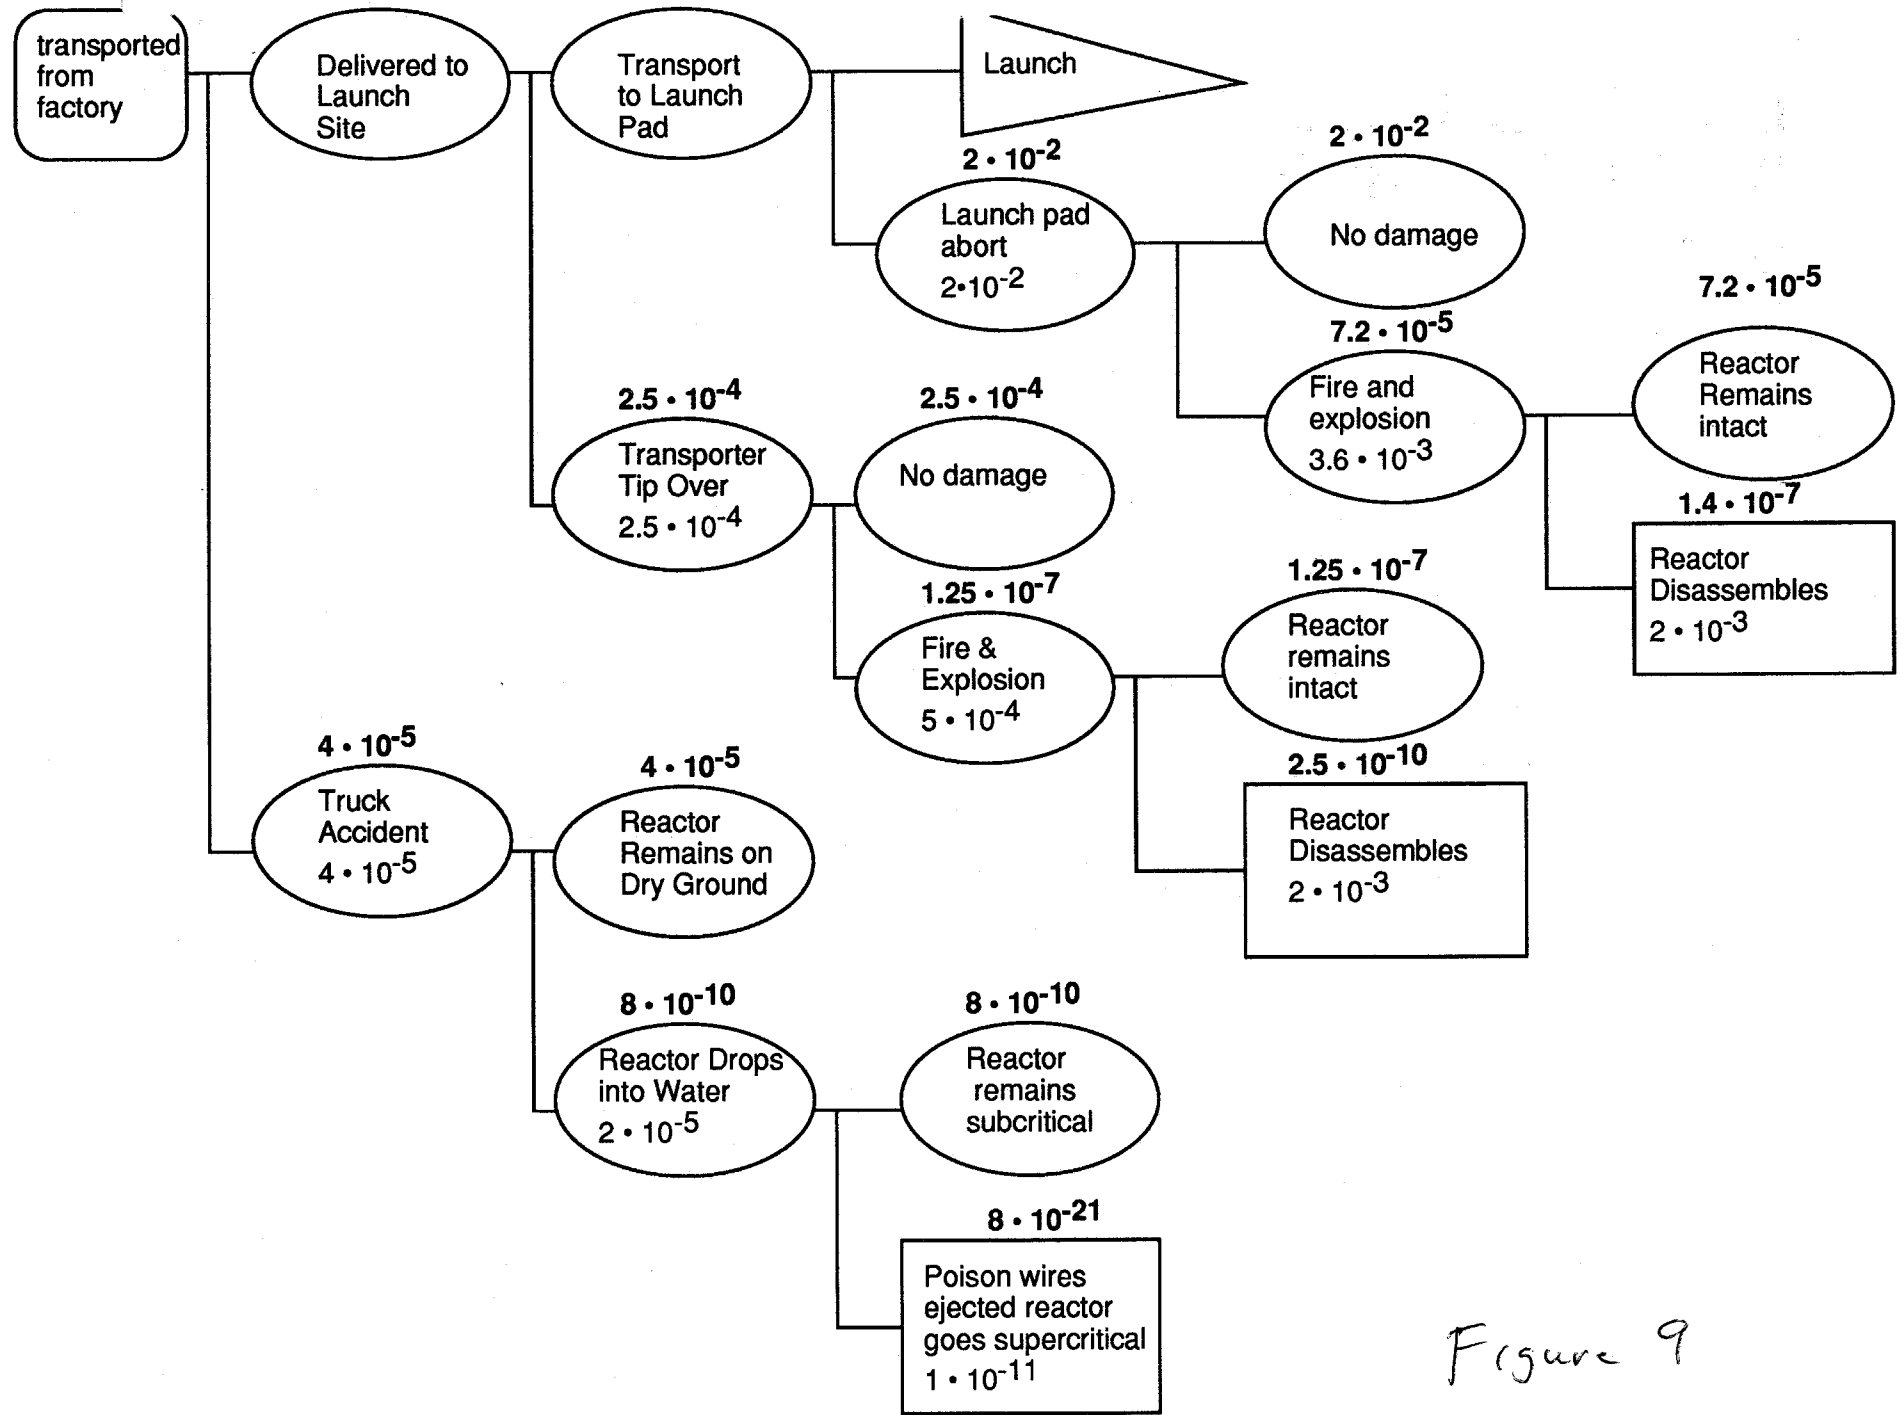 transported
from
factory
Delivered to
Launch
Site
Transport
to Launch
Pad
Launch
2 • 10-2
Launch pad
abort
2•10-2
2 • 10-2
No damage
7.2 • 10-5
Fire and
explosion
3.6 • 10-3
7.2 • 10-5
Reactor
Remains
intact
1.4 • 10-7
Reactor
Disassembles
2 • 10-3
2.5 • 10-4
Transporter
Tip Over
2.5 • 10-4
2.5 • 10-4
No damage
1.25 • 10-7
Fire &
Explosion
5 • 10-4
1.25 • 10-7
Reactor
remains
intact
2.5 • 10-10
Reactor
Disassembles
2 • 10-3
4 • 10-5
Truck
Accident
4 • 10-5
4 • 10-5
Reactor
Remains on
Dry Ground
8 • 10-10
Reactor Drops
into Water
2 • 10-5
8 • 10-10
Reactor
remains
subcritical
8 • 10-21
Poison wires
ejected reactor
goes supercritical
1 • 10-11
Figure 9